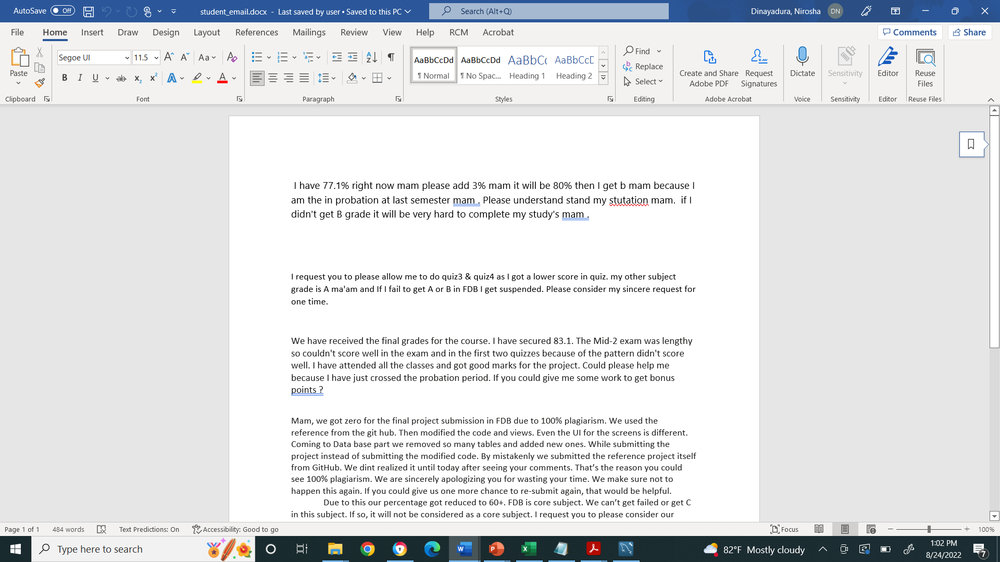 AutoSave Off student_email.docx - Last saved by user • Saved to this PC Search (Alt+Q) Dinayadura, Nirosha DN
File Home Insert Draw Design Layout References Mailings Review View Help RCM Acrobat Comments Share
Paste Segoe UI 11.5 A A Aa A
B I U ab x₂ x² A A
AaBbCcDd AaBbCcDd AaBbCc AaBbCcD
¶ Normal ¶ No Spac... Heading 1 Heading 2
Find
Replace
Select
Create and Share Adobe PDF
Request Signatures
Dictate
Sensitivity
Editor
Reuse Files
Clipboard Font Paragraph Styles Editing Adobe Acrobat Voice Sensitivity Editor Reuse Files
I have 77.1% right now mam please add 3% mam it will be 80% then I get b mam because I
am the in probation at last semester mam . Please understand stand my stutation mam.  if I
didn't get B grade it will be very hard to complete my study's mam .
I request you to please allow me to do quiz3 & quiz4 as I got a lower score in quiz. my other subject
grade is A ma'am and If I fail to get A or B in FDB I get suspended. Please consider my sincere request for
one time.
We have received the final grades for the course. I have secured 83.1. The Mid-2 exam was lengthy
so couldn't score well in the exam and in the first two quizzes because of the pattern didn't score
well. I have attended all the classes and got good marks for the project. Could please help me
because I have just crossed the probation period. If you could give me some work to get bonus
points ?
Mam, we got zero for the final project submission in FDB due to 100% plagiarism. We used the
reference from the git hub. Then modified the code and views. Even the UI for the screens is different.
Coming to Data base part we removed so many tables and added new ones. While submitting the
project instead of submitting the modified code. By mistakenly we submitted the reference project itself
from GitHub. We dint realized it until today after seeing your comments. That’s the reason you could
see 100% plagiarism. We are sincerely apologizing you for wasting your time. We make sure not to
happen this again. If you could give us one more chance to re-submit again, that would be helpful.
Due to this our percentage got reduced to 60+. FDB is core subject. We can’t get failed or get C
in this subject. If so, it will not be considered as a core subject. I request you to please consider our
Page 1 of 1 484 words Text Predictions: On Accessibility: Good to go Focus 100%
Type here to search 82°F Mostly cloudy 1:02 PM
8/24/2022 7